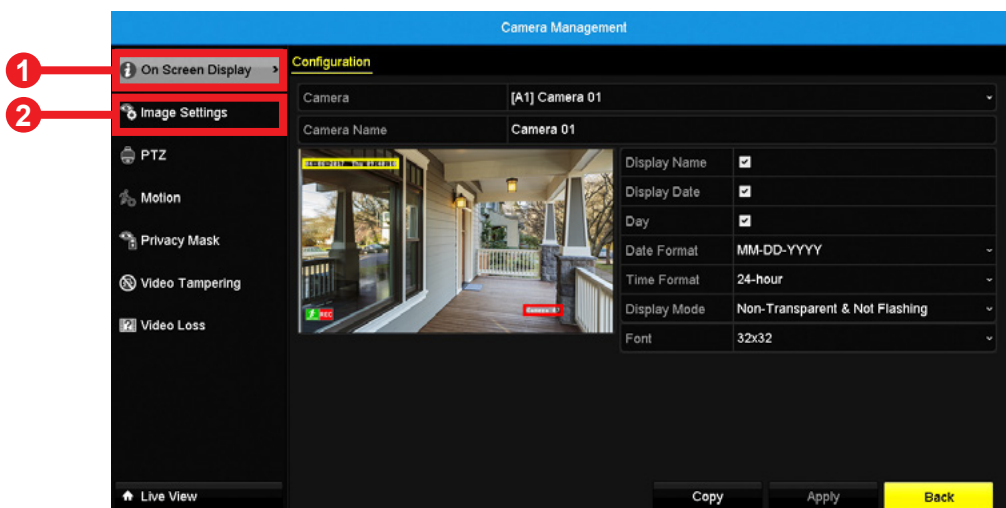 Camera Management
1
On Screen Display >
Configuration
2
Image Settings
PTZ
Motion
Privacy Mask
Video Tampering
Video Loss
Live View
Camera [A1] Camera 01
Camera Name Camera 01
REC
Display Name
Display Date
Day
Date Format MM-DD-YYYY
Time Format 24-hour
Display Mode Non-Transparent & Not Flashing
Font 32x32
Copy Apply Back